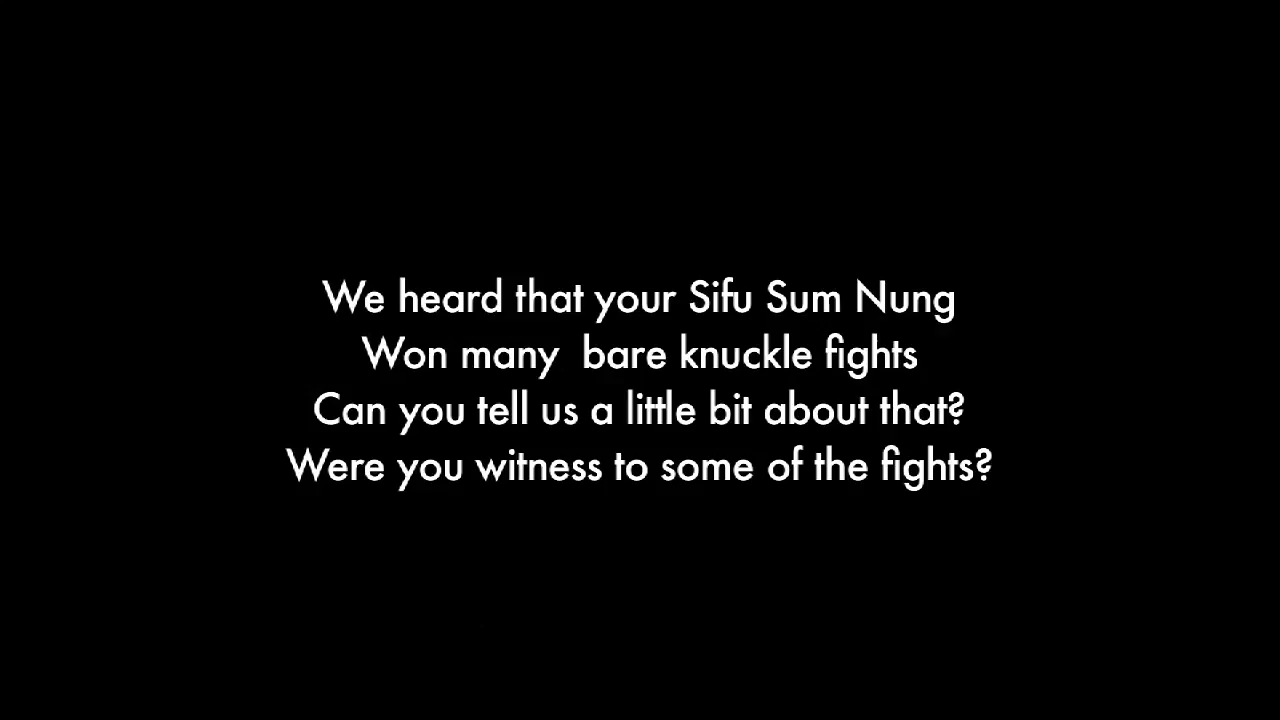 We heard that your Sifu Sum Nung
Won many  bare knuckle fights
Can you tell us a little bit about that?
Were you witness to some of the fights?